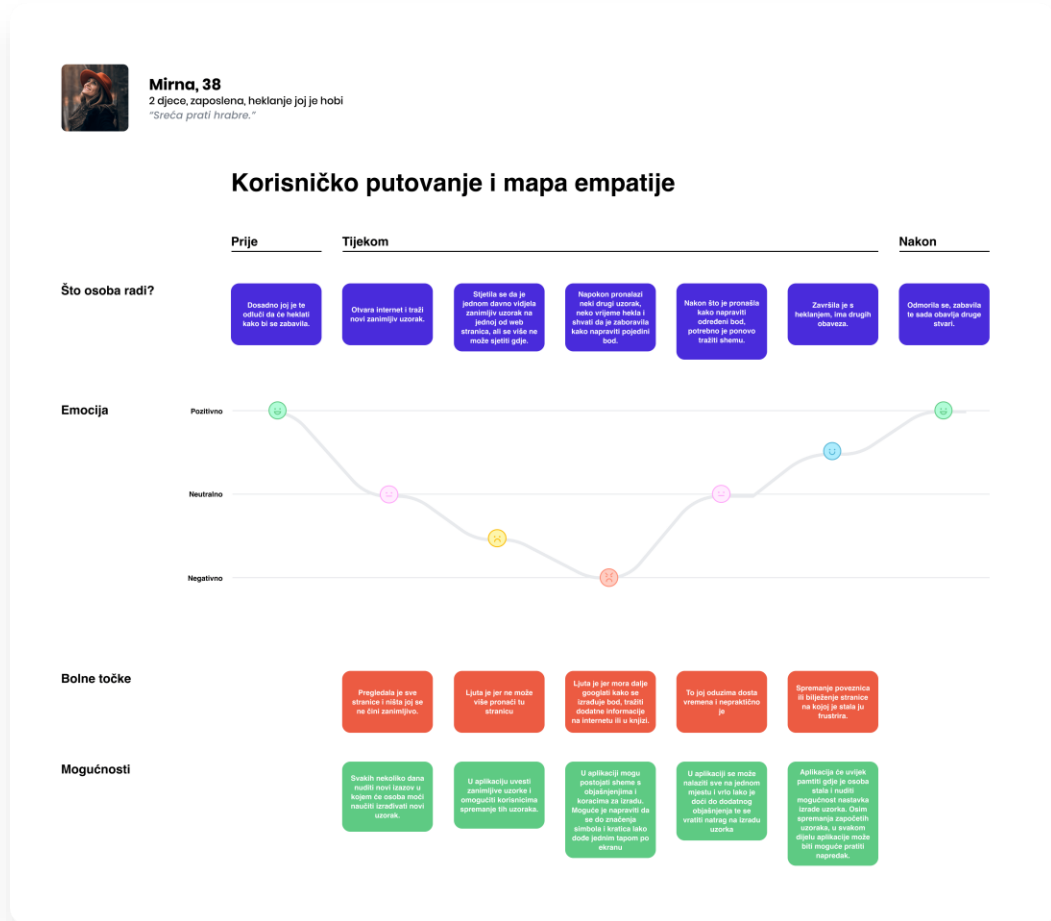 Mirna, 38
2 djece, zaposlena, heklanje joj je hobi
“Sreća prati hrabre.”
Korisničko putovanje i mapa empatije
Prije
Tijekom
Nakon
Što osoba radi?
Dosadno joj je te
odluči da će heklati
kako bi se zabavila.
Otvara internet i traži
novi zanimljiv uzorak.
Stjetila se da je
jednom davno vidjela
zanimljiv uzorak na
jednoj od web
stranica, ali se više ne
može sjetiti gdje.
Napokon pronalazi
neki drugi uzorak,
neko vrijeme hekla i
shvati da je zaboravila
kako napraviti pojedini
bod.
Nakon što je pronašla
kako napraviti
određeni bod,
potrebno je ponovo
tražiti shemu.
Završila je s
heklanjem, ima drugih
obaveza.
Odmorila se, zabavila
te sada obavlja druge
stvari.
Emocija
Pozitivno
Neutralno
Negativno
Bolne točke
Pregledala je sve
stranice i ništa joj se
ne čini zanimljivo.
Ljuta je jer ne može
više pronaći tu
stranicu
Ljuta je jer mora dalje
googlati kako se
izrađuje bod, tražiti
dodatne informacije
na internetu ili u knjizi.
To joj oduzima dosta
vremena i nepraktično
je
Spremanje poveznica
ili bilježenje stranice
na kojoj je stala ju
frustrira.
Mogućnosti
Svakih nekoliko dana
nuditi novi izazov u
kojem će osoba moći
naučiti izrađivati novi
uzorak.
U aplikaciju uvesti
zanimljive uzorke i
omogućiti korisnicima
spremanje tih uzoraka.
U aplikaciji mogu
postojati sheme s
objašnjenjima i
koracima za izradu.
Moguće je napraviti da
se do značenja
simbola i kratica lako
dođe jednim tapom po
ekranu
U aplikaciji se može
nalaziti sve na jednom
mjestu i vrlo lako je
doći do dodatnog
objašnjenja te se
vratiti natrag na izradu
uzorka
Aplikacija će uvijek
pamtiti gdje je osoba
stala i nuditi
mogućnost nastavka
izrade uzorka. Osim
spremanja započetih
uzoraka, u svakom
dijelu aplikacije može
biti moguće pratiti
napredak.